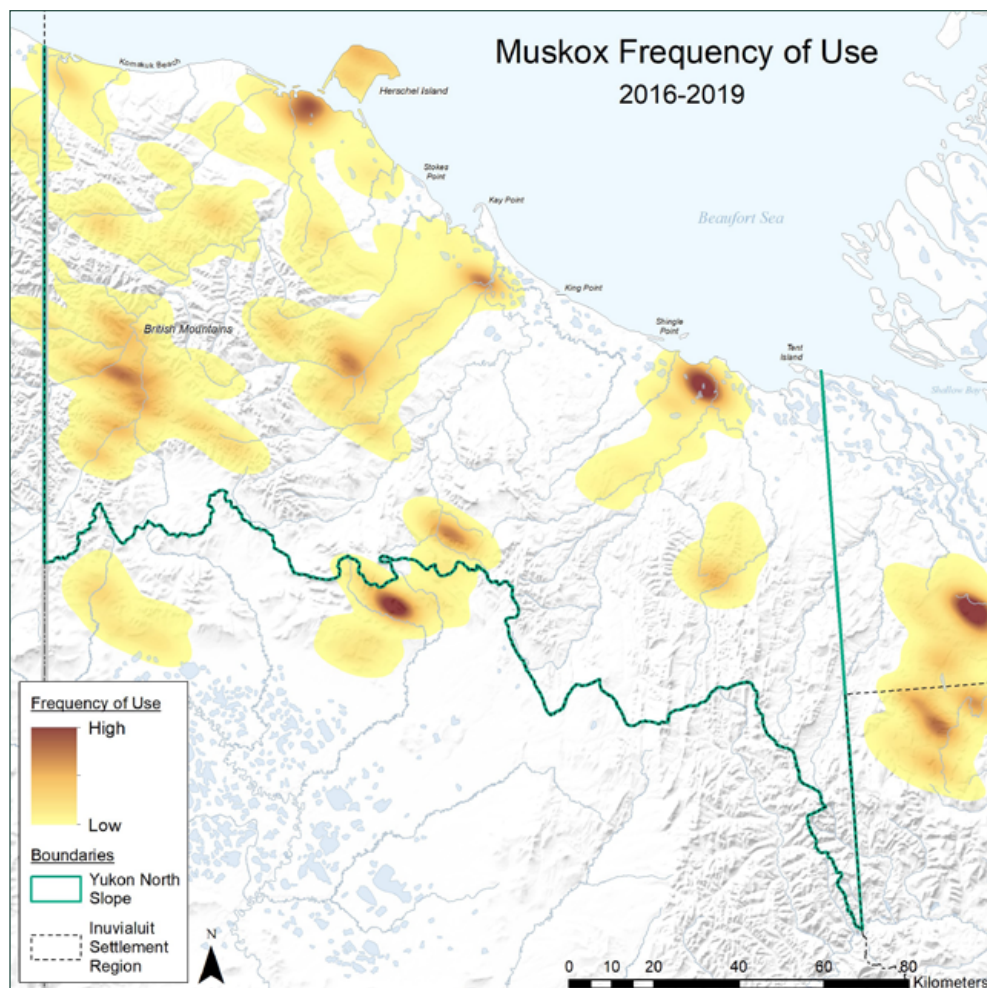 Muskox Frequency of Use
2016-2019
Komakuk Beach
Herschel Island
Stokes
Point
Kay Point
Beaufort Sea
King Point
British Mountains
Shingle
Point
Tent
Island
Shallow Bay
Frequency of Use
High
Low
Boundaries
Yukon North
Slope
Inuvialuit
Settlement
Region
N
0 10 20 40 60 80
Kilometers